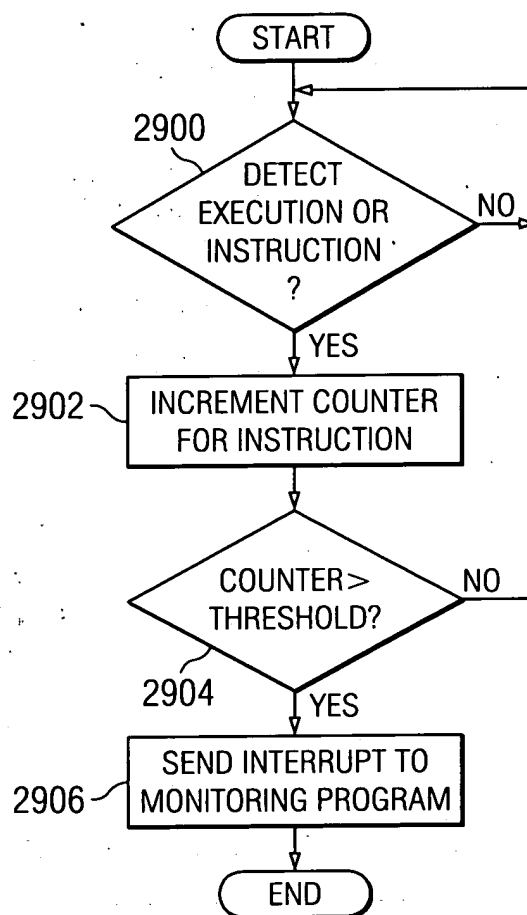 START
2900
DETECT
EXECUTION OR
INSTRUCTION
?
NO
YES
2902
INCREMENT COUNTER
FOR INSTRUCTION
COUNTER>
THRESHOLD?
NO
2904
YES
2906
SEND INTERRUPT TO
MONITORING PROGRAM
END